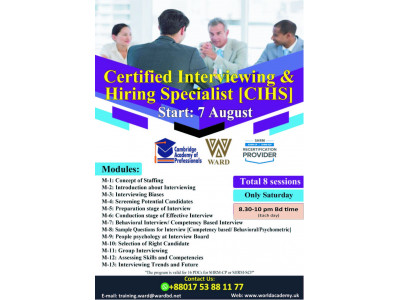 Certified Interviewing &
Hiring Specialist [CIHS]
Start: 7 August
Cambridge
Academy of
Professionals
WARD
RECERTIFICATION
PROVIDER
Modules:
M-1: Concept of Staffing
M-2: Introduction about Interviewing
M-3: Interviewing Biases
M-4: Screening Potential Candidates
M-5: Preparation stage of Interview
M-6: Conduction stage of Effective Interview
M-7: Behavioral Interview/ Competency Based Interview
M-8: Sample Questions for Interview [Competency based/ Behavioral/Psychometric]
M-9: People psychology at Interview Board
M-10: Selection of Right Candidate
M-11: Group Interviewing
M-12: Assessing Skills and Competencies
M-13: Interviewing Trends and Future
Total 8 sessions
Only Saturday
8.30-10 pm Bd time
(Each day)
Contact Us:
+88017 53 88 11 77
E-mail: training.ward@wardbd.net
Web: www.worldacademy.uk